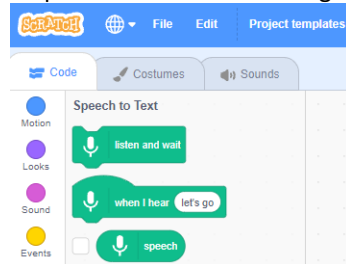 SCRATCH File Edit Project templates
Code Costumes Sounds
Speech to Text
Motion
listen and wait
Looks
when I hear let's go
Sound
speech
Events